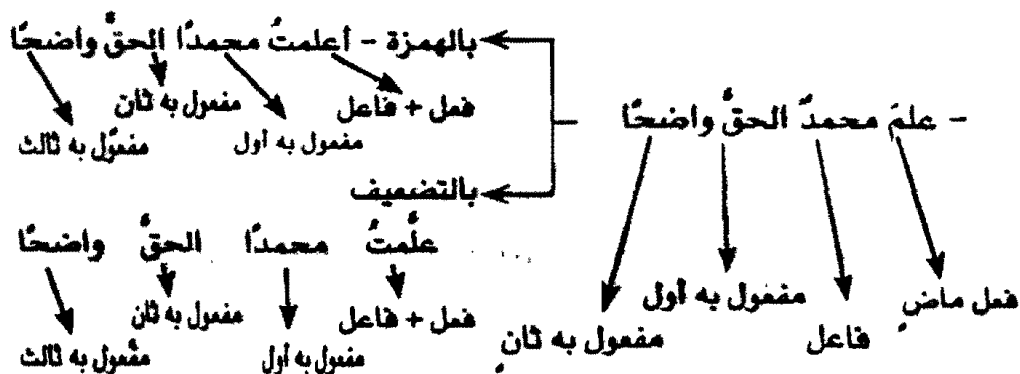 – علمَ محمدٌ الحقَّ واضحًا
فعل ماضٍ
فاعل
مفعول به أول
مفعول به ثانٍ
بالهمزة – أعلمتُ محمدًا الحقَّ واضحًا
فعل + فاعل
مفعول به أول
مفعول به ثان
مفعول به ثالث
بالتضعيف
علَّمتُ محمدًا الحقَّ واضحًا
فعل + فاعل
مفعول به أول
مفعول به ثان
مفعول به ثالث